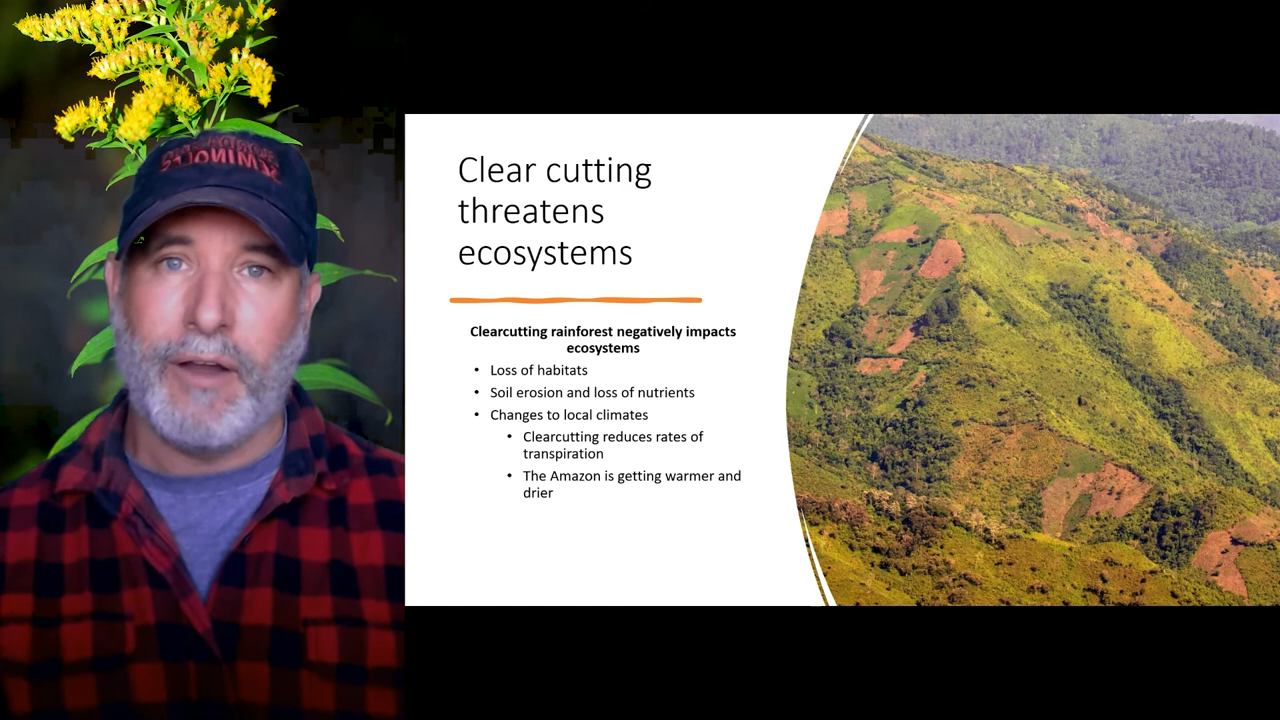 Clear cutting
threatens
ecosystems
Clearcutting rainforest negatively impacts
ecosystems
• Loss of habitats
• Soil erosion and loss of nutrients
• Changes to local climates
• Clearcutting reduces rates of
transpiration
• The Amazon is getting warmer and
drier